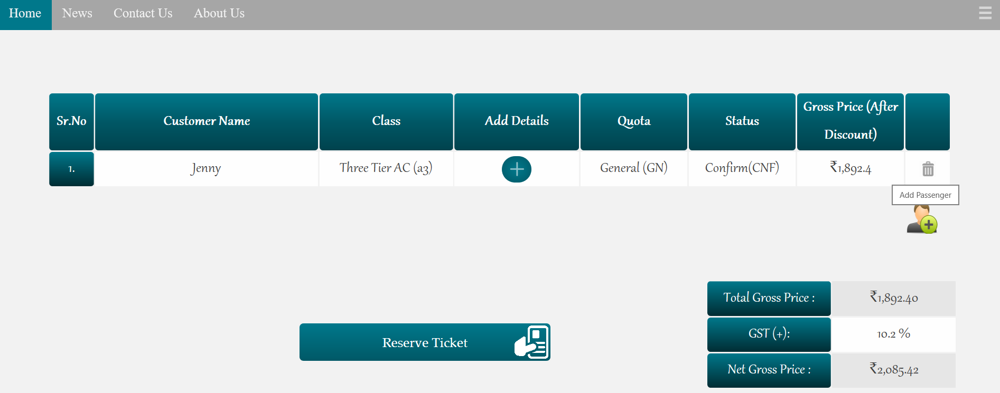 Home News Contact Us About Us
Sr.No Customer Name Class Add Details Quota Status Gross Price (After
Discount)
1. Jenny Three Tier AC (a3) General (GN) Confirm(CNF) ₹1,892.4
Add Passenger
Total Gross Price : ₹1,892.40
GST (+): 10.2 %
Reserve Ticket
Net Gross Price : ₹2,085.42